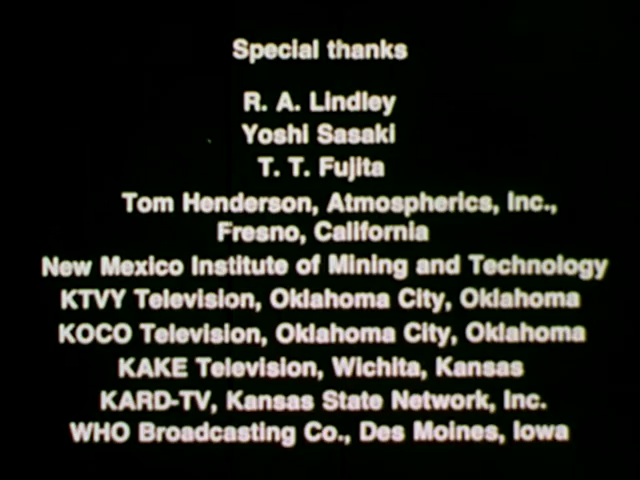 Special thanks
R. A. Lindley
Yoshi Sasaki
T. T. Fujita
Tom Henderson, Atmospherics, Inc.,
Fresno, California
New Mexico Institute of Mining and Technology
KTVY Television, Oklahoma City, Oklahoma
KOCO Television, Oklahoma City, Oklahoma
KAKE Television, Wichita, Kansas
KARD-TV, Kansas State Network, Inc.
WHO Broadcasting Co., Des Moines, Iowa